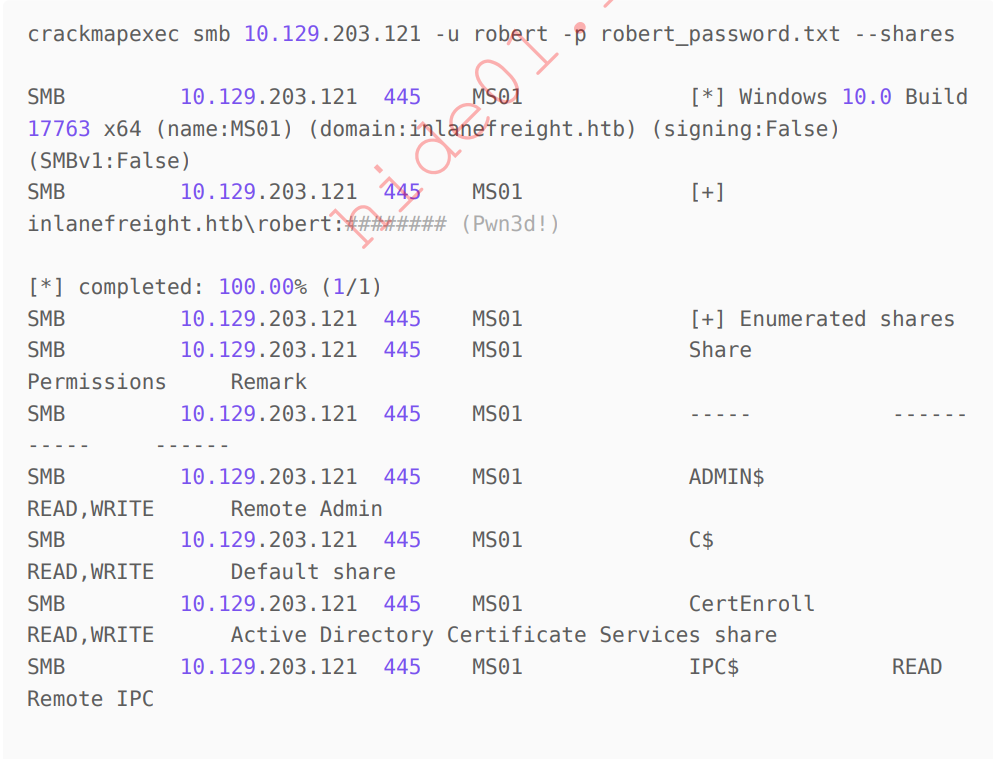 crackmapexec smb 10.129.203.121 -u robert -p robert_password.txt --shares
SMB 10.129.203.121 445 MS01 [*] Windows 10.0 Build
17763 x64 (name:MS01) (domain:inlanefreight.htb) (signing:False)
(SMBv1:False)
SMB 10.129.203.121 445 MS01 [+]
inlanefreight.htb\robert:######## (Pwn3d!)
[*] completed: 100.00% (1/1)
SMB 10.129.203.121 445 MS01 [+] Enumerated shares
SMB 10.129.203.121 445 MS01 Share
Permissions Remark
SMB 10.129.203.121 445 MS01 ----- ------
----- ------
SMB 10.129.203.121 445 MS01 ADMIN$
READ,WRITE Remote Admin
SMB 10.129.203.121 445 MS01 C$
READ,WRITE Default share
SMB 10.129.203.121 445 MS01 CertEnroll
READ,WRITE Active Directory Certificate Services share
SMB 10.129.203.121 445 MS01 IPC$ READ
Remote IPC
hide01.